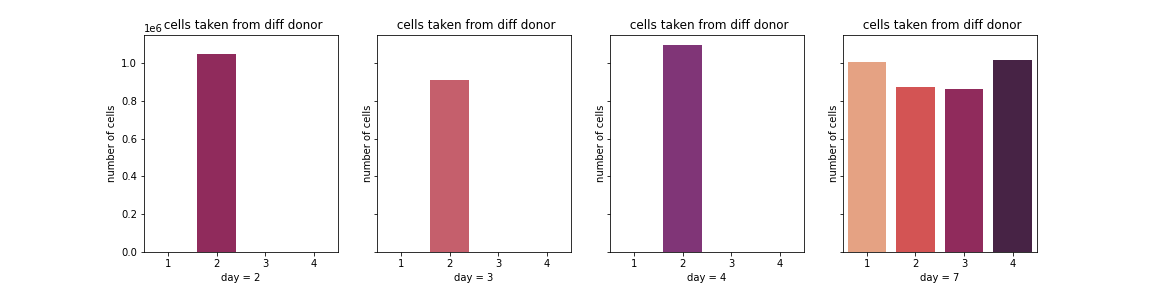 cells taken from diff donor
1e6
number of cells
1.0
0.8
0.6
0.4
0.2
0.0
1 2 3 4
day = 2
cells taken from diff donor
number of cells
1 2 3 4
day = 3
cells taken from diff donor
number of cells
1 2 3 4
day = 4
cells taken from diff donor
number of cells
1 2 3 4
day = 7